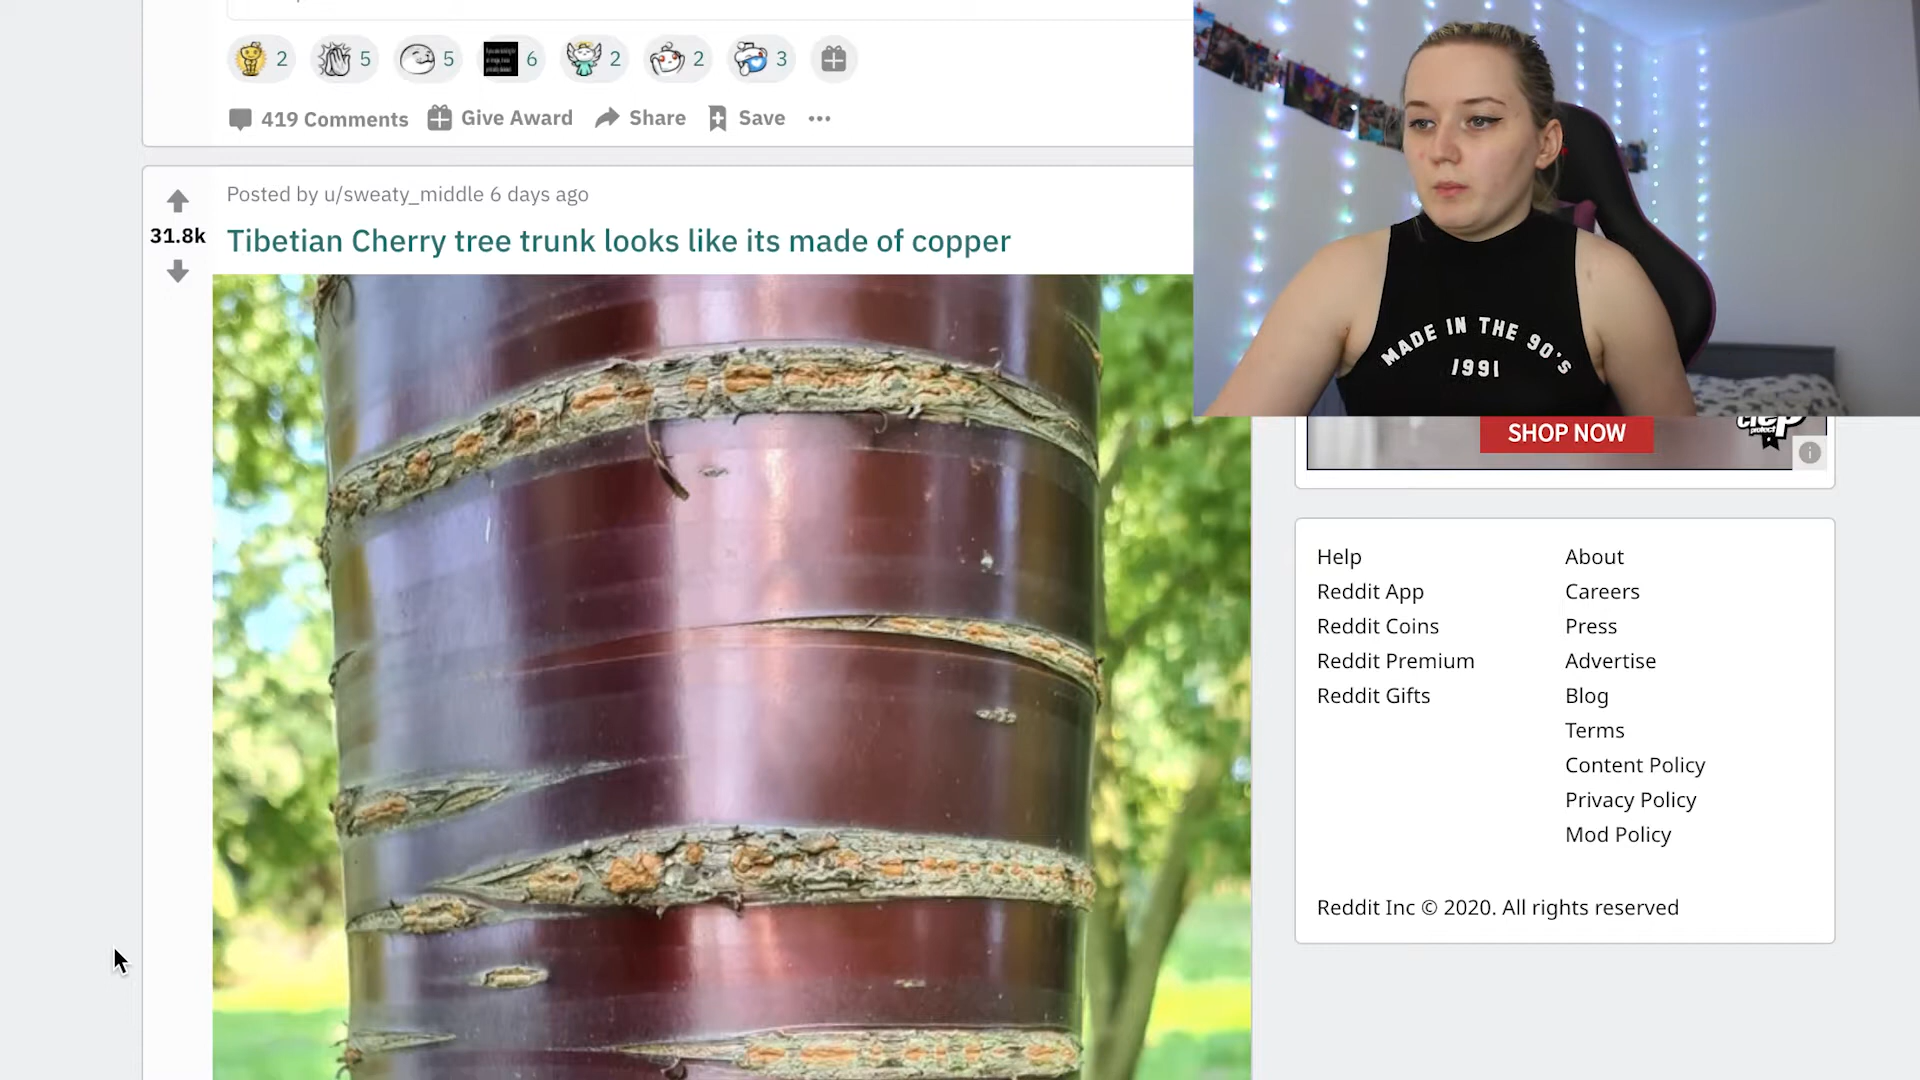 2
5
5
6
2
2
3
419 Comments
Give Award
Share
Save
Posted by u/sweaty_middle 6 days ago
31.8k
Tibetian Cherry tree trunk looks like its made of copper
MADE IN THE 90'S
1991
SHOP NOW
crep
protect
Help
About
Reddit App
Careers
Reddit Coins
Press
Reddit Premium
Advertise
Reddit Gifts
Blog
Terms
Content Policy
Privacy Policy
Mod Policy
Reddit Inc © 2020. All rights reserved